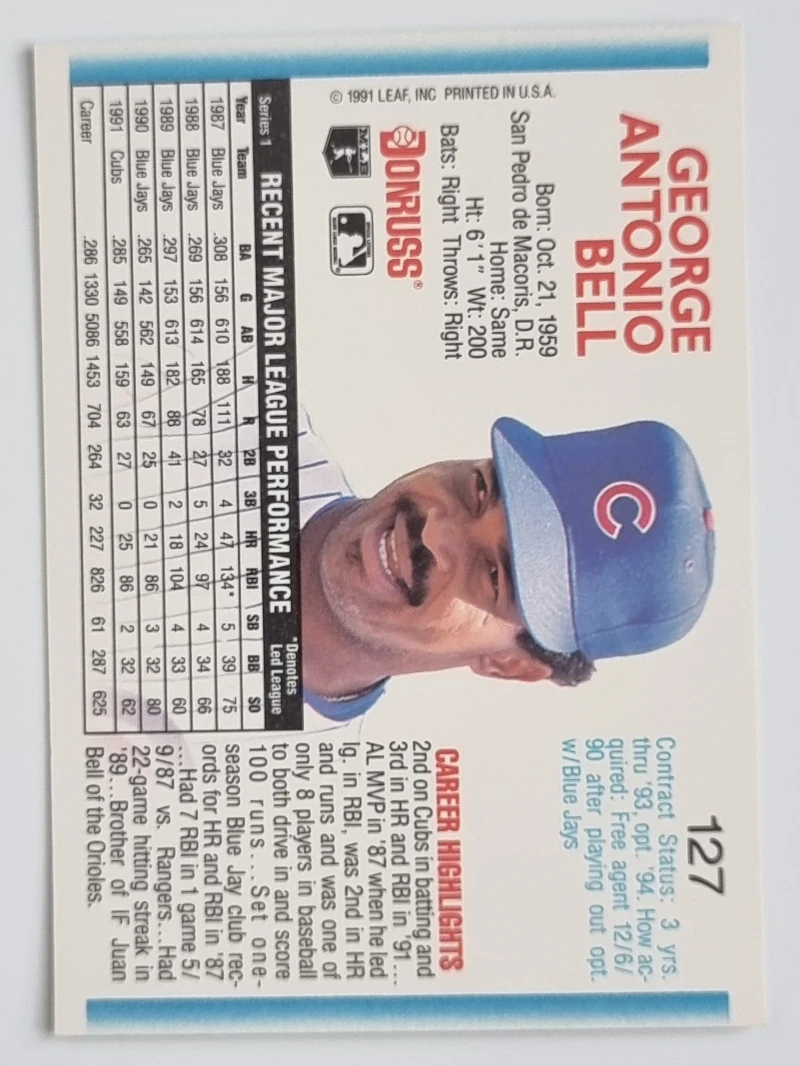 127
GEORGE
ANTONIO
BELL
Born: Oct. 21, 1959
San Pedro de Macoris, D.R.
Home: Same
Ht: 6'1" Wt: 200
Bats: Right Throws: Right
© 1991 LEAF, INC PRINTED IN U.S.A.
DONRUSS®
MLB
Contract Status: 3 yrs.
thru '93, opt. '94. How ac-
quired: Free agent 12/6/
90 after playing out opt.
w/Blue Jays
CAREER HIGHLIGHTS
2nd on Cubs in batting and
3rd in HR and RBI in '91 ...
AL MVP in '87 when he led
lg. in RBI, was 2nd in HR
and runs and was one of
only 8 players in baseball
to both drive in and score
100 runs... Set one-
season Blue Jay club rec-
ords for HR and RBI in '87
...Had 7 RBI in 1 game 5/
9/87 vs. Rangers...Had
22-game hitting streak in
'89... Brother of IF Juan
Bell of the Orioles.
C
Series 1 RECENT MAJOR LEAGUE PERFORMANCE *Denotes Led League
Year Team BA G AB H R 2B 3B HR RBI SB BB SO
1987 Blue Jays .308 156 610 188 111 32 4 47 134* 5 39 75
1988 Blue Jays .269 156 614 165 78 27 5 24 97 4 34 66
1989 Blue Jays .297 153 613 182 88 41 2 18 104 4 33 60
1990 Blue Jays .265 142 562 149 67 25 0 21 86 3 32 80
1991 Cubs .285 149 558 159 63 27 0 25 86 2 32 62
Career .286 1330 5086 1453 704 264 32 227 826 61 287 625